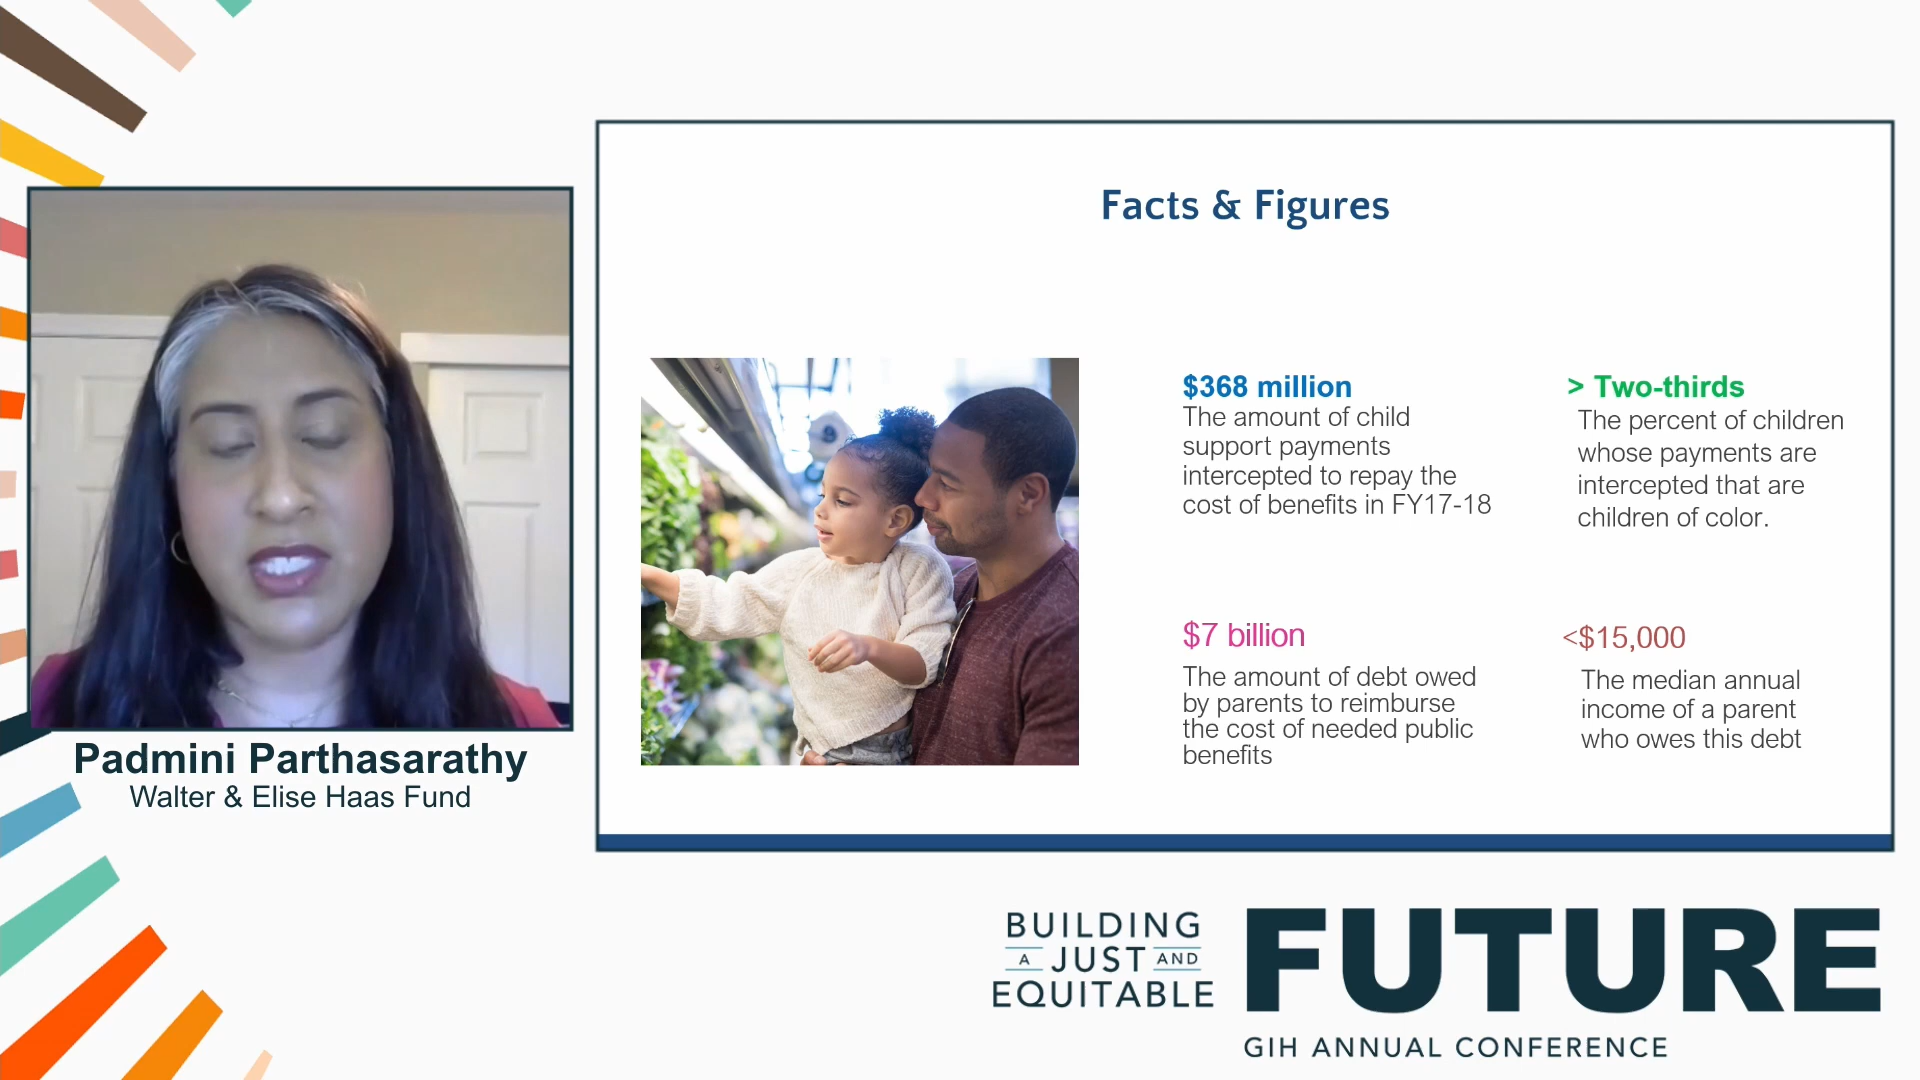 Facts & Figures
$368 million
The amount of child
support payments
intercepted to repay the
cost of benefits in FY17-18
> Two-thirds
The percent of children
whose payments are
intercepted that are
children of color.
$7 billion
The amount of debt owed
by parents to reimburse
the cost of needed public
benefits
<$15,000
The median annual
income of a parent
who owes this debt
Padmini Parthasarathy
Walter & Elise Haas Fund
BUILDING
A JUST AND
EQUITABLE
FUTURE
GIH ANNUAL CONFERENCE